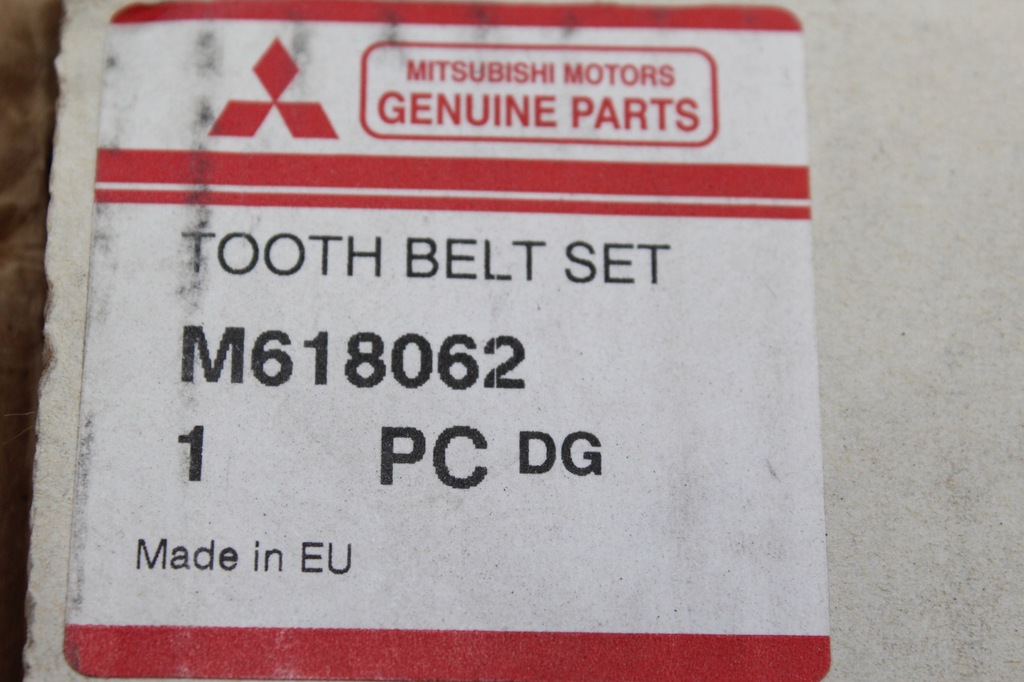 MITSUBISHI MOTORS
GENUINE PARTS
TOOTH BELT SET
M618062
1 PC DG
Made in EU